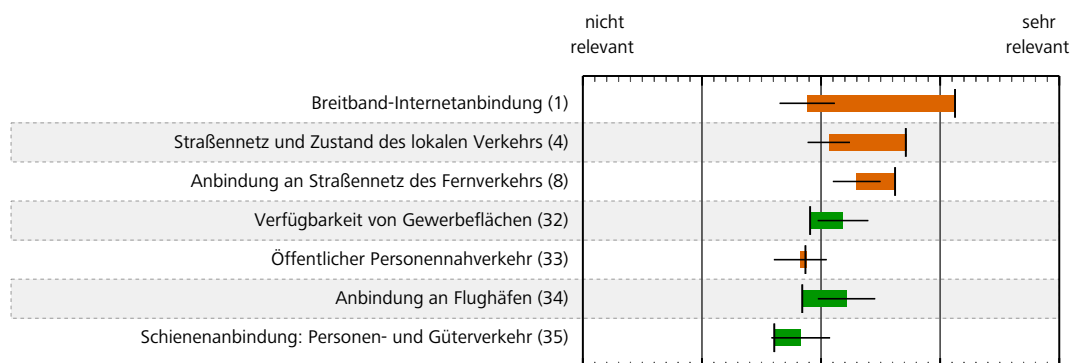 nicht
relevant
sehr
relevant
Breitband-Internetanbindung (1)
Straßennetz und Zustand des lokalen Verkehrs (4)
Anbindung an Straßennetz des Fernverkehrs (8)
Verfügbarkeit von Gewerbeflächen (32)
Öffentlicher Personennahverkehr (33)
Anbindung an Flughäfen (34)
Schienenanbindung: Personen- und Güterverkehr (35)